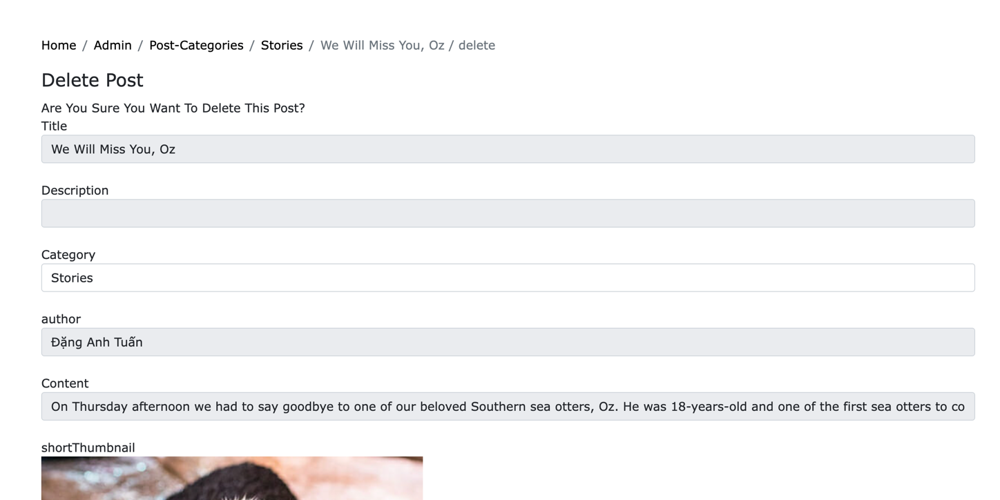 Home / Admin / Post-Categories / Stories / We Will Miss You, Oz / delete
Delete Post
Are You Sure You Want To Delete This Post?
Title
We Will Miss You, Oz
Description
Category
Stories
author
Đặng Anh Tuấn
Content
On Thursday afternoon we had to say goodbye to one of our beloved Southern sea otters, Oz. He was 18-years-old and one of the first sea otters to co
shortThumbnail